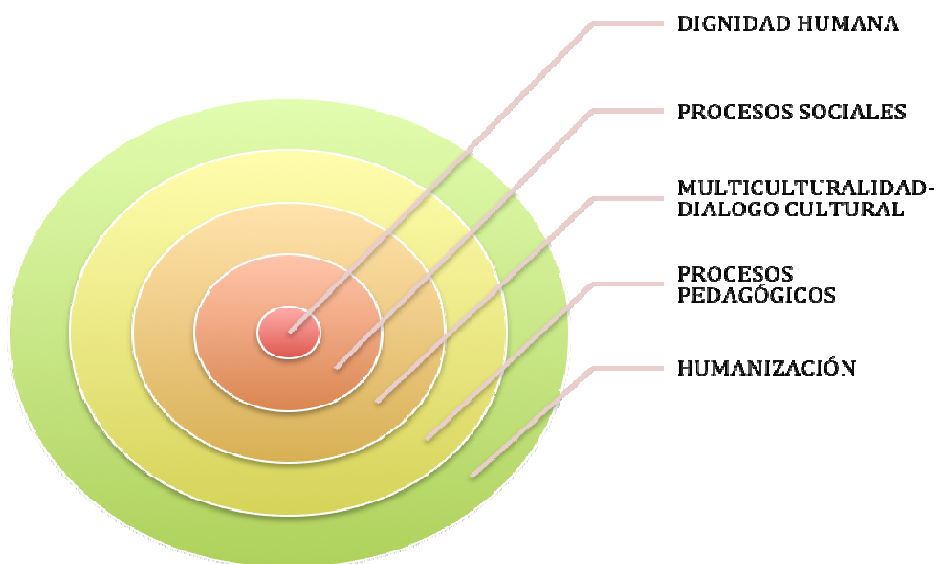 DIGNIDAD HUMANA
PROCESOS SOCIALES
MULTICULTURALIDAD-
DIALOGO CULTURAL
PROCESOS
PEDAGÓGICOS
HUMANIZACIÓN